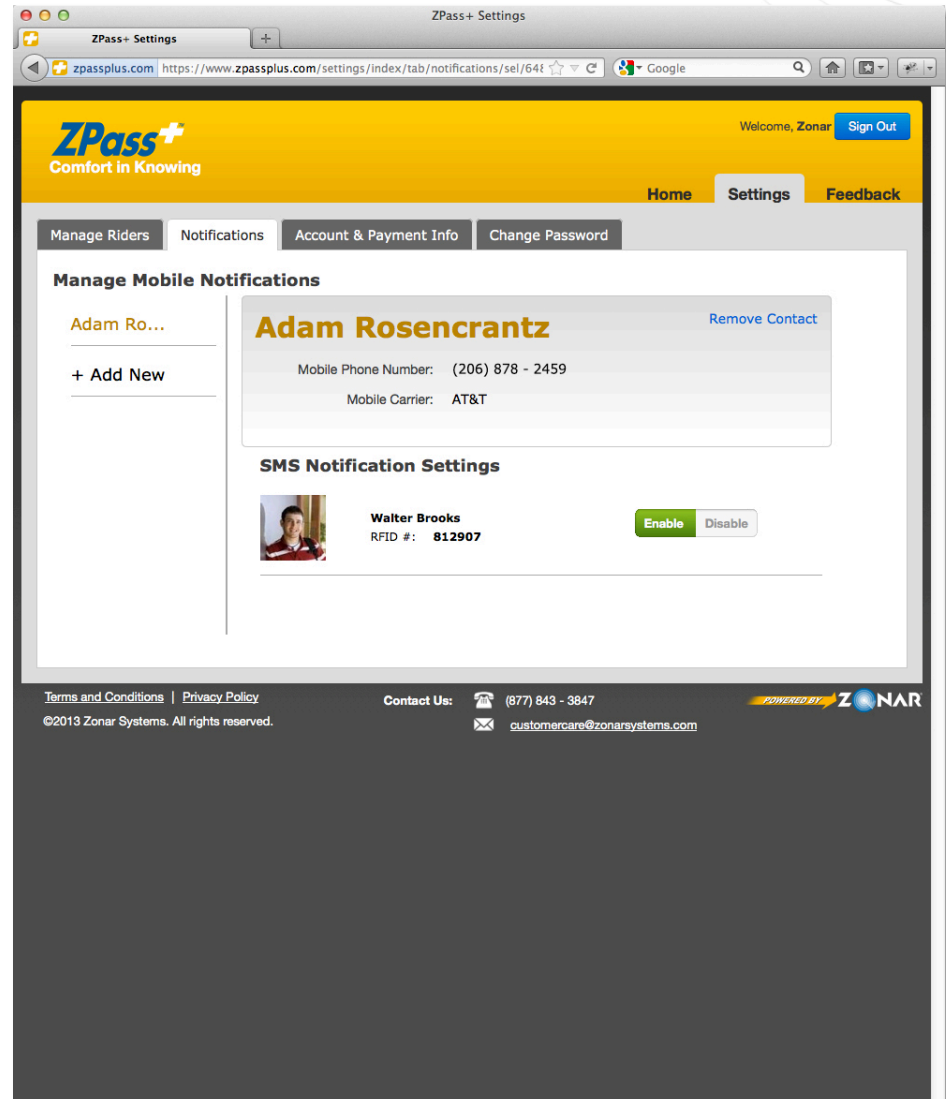 ZPass+ Settings
ZPass+ Settings
zpassplus.com https://www.zpassplus.com/settings/index/tab/notifications/sel/648 Google
ZPass+
Comfort in Knowing
Welcome, Zonar Sign Out
Home Settings Feedback
Manage Riders Notifications Account & Payment Info Change Password
Manage Mobile Notifications
Adam Ro...
+ Add New
Adam Rosencrantz
Remove Contact
Mobile Phone Number: (206) 878 - 2459
Mobile Carrier: AT&T
SMS Notification Settings
Walter Brooks
RFID #: 812907
Enable Disable
Terms and Conditions | Privacy Policy
©2013 Zonar Systems. All rights reserved.
Contact Us: (877) 843 - 3847
customercare@zonarsystems.com
POWERED BY ZONAR